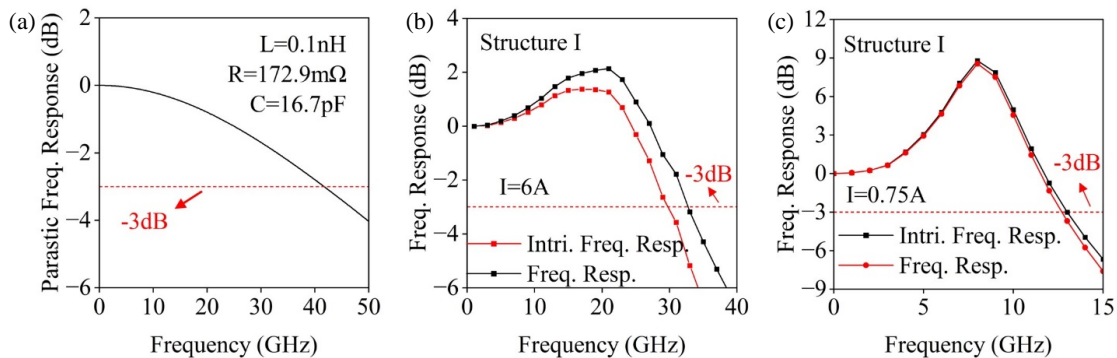 (a)
Parastic Freq. Response (dB)
2
0
−2
−4
−6
L=0.1nH
R=172.9mΩ
C=16.7pF
-3dB
0 10 20 30 40 50
Frequency (GHz)
(b)
Freq. Response (dB)
4
2
0
−2
−4
−6
Structure I
I=6A
-3dB
Intri. Freq. Resp.
Freq. Resp.
0 10 20 30 40
Frequency (GHz)
(c)
Freq. Response (dB)
12
9
6
3
0
−3
−6
−9
Structure I
I=0.75A
-3dB
Intri. Freq. Resp.
Freq. Resp.
0 5 10 15
Frequency (GHz)